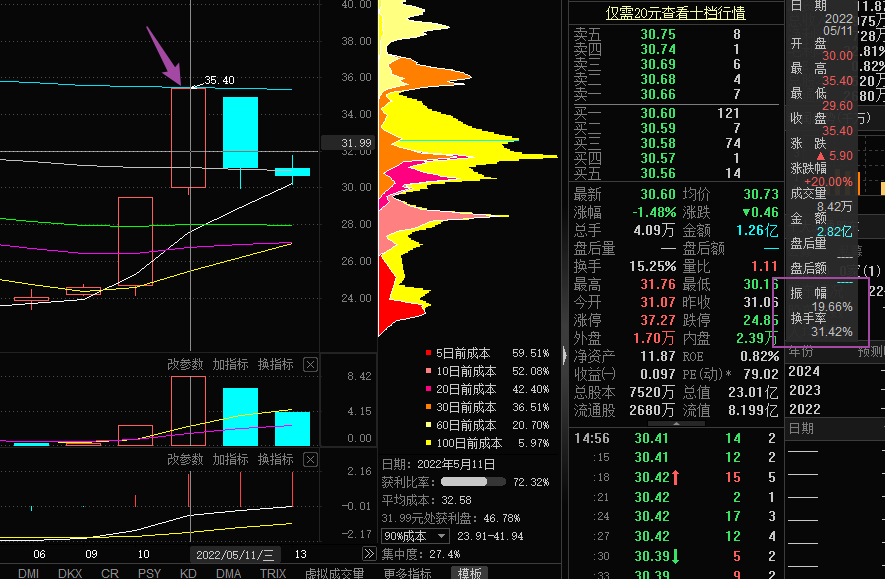 40.00
38.00
36.00
34.00
31.99
32.00
30.00
28.00
26.00
24.00
35.40
改参数 加指标 换指标
8.42
4.15
0.00
改参数 加指标 换指标
2.16
-0.01
-2.17
06 09 10 2022/05/11/三 13
DMI DKX CR PSY KD DMA TRIX 虚拟成交量 更多指标 模板
5日前成本 59.51%
10日前成本 52.08%
20日前成本 42.40%
30日前成本 36.51%
60日前成本 20.70%
100日前成本 5.97%
日期: 2022年5月11日
获利比率: 72.32%
平均成本: 32.58
31.99元处获利盘: 46.78%
90%成本 23.91-41.94
集中度: 27.4%
仅需20元查看十档行情
卖五 30.75 8
卖四 30.74 1
卖三 30.69 6
卖二 30.68 4
卖一 30.66 7
买一 30.60 121
买二 30.59 7
买三 30.58 74
买四 30.57 1
买五 30.56 14
最新 30.60 均价 30.73
涨幅 -1.48% 涨跌 ▼0.46
总手 4.09万 金额 1.26亿
盘后量 — 盘后额 —
换手 15.25% 量比 1.11
最高 31.76 最低 30.16
今开 31.07 昨收 31.06
涨停 37.27 跌停 24.85
外盘 1.70万 内盘 2.39万
净资产 11.87 ROE 0.82%
收益㈠ 0.097 PE(动)* 79.02
总股本 7520万 总值 23.01亿
流通股 2680万 流值 8.199亿
14:56 30.41 14 2
:15 30.41 12 2
:18 30.42 15 5
:21 30.42 2 1
:24 30.42 17 3
:27 30.42 12 4
:30 30.39 5 2
:33 30.39 9 2
日 期
2022
05/11
开 盘
30.00
最 高
35.40
最 低
29.60
收 盘
35.40
涨 跌
▲ 5.90
涨跌幅
+20.00%
成交量
8.42万
金 额
2.82亿
盘后量
----
盘后额
----
振 幅
19.66%
换手率
31.42%
年份 预测
2024
2023
2022
日期